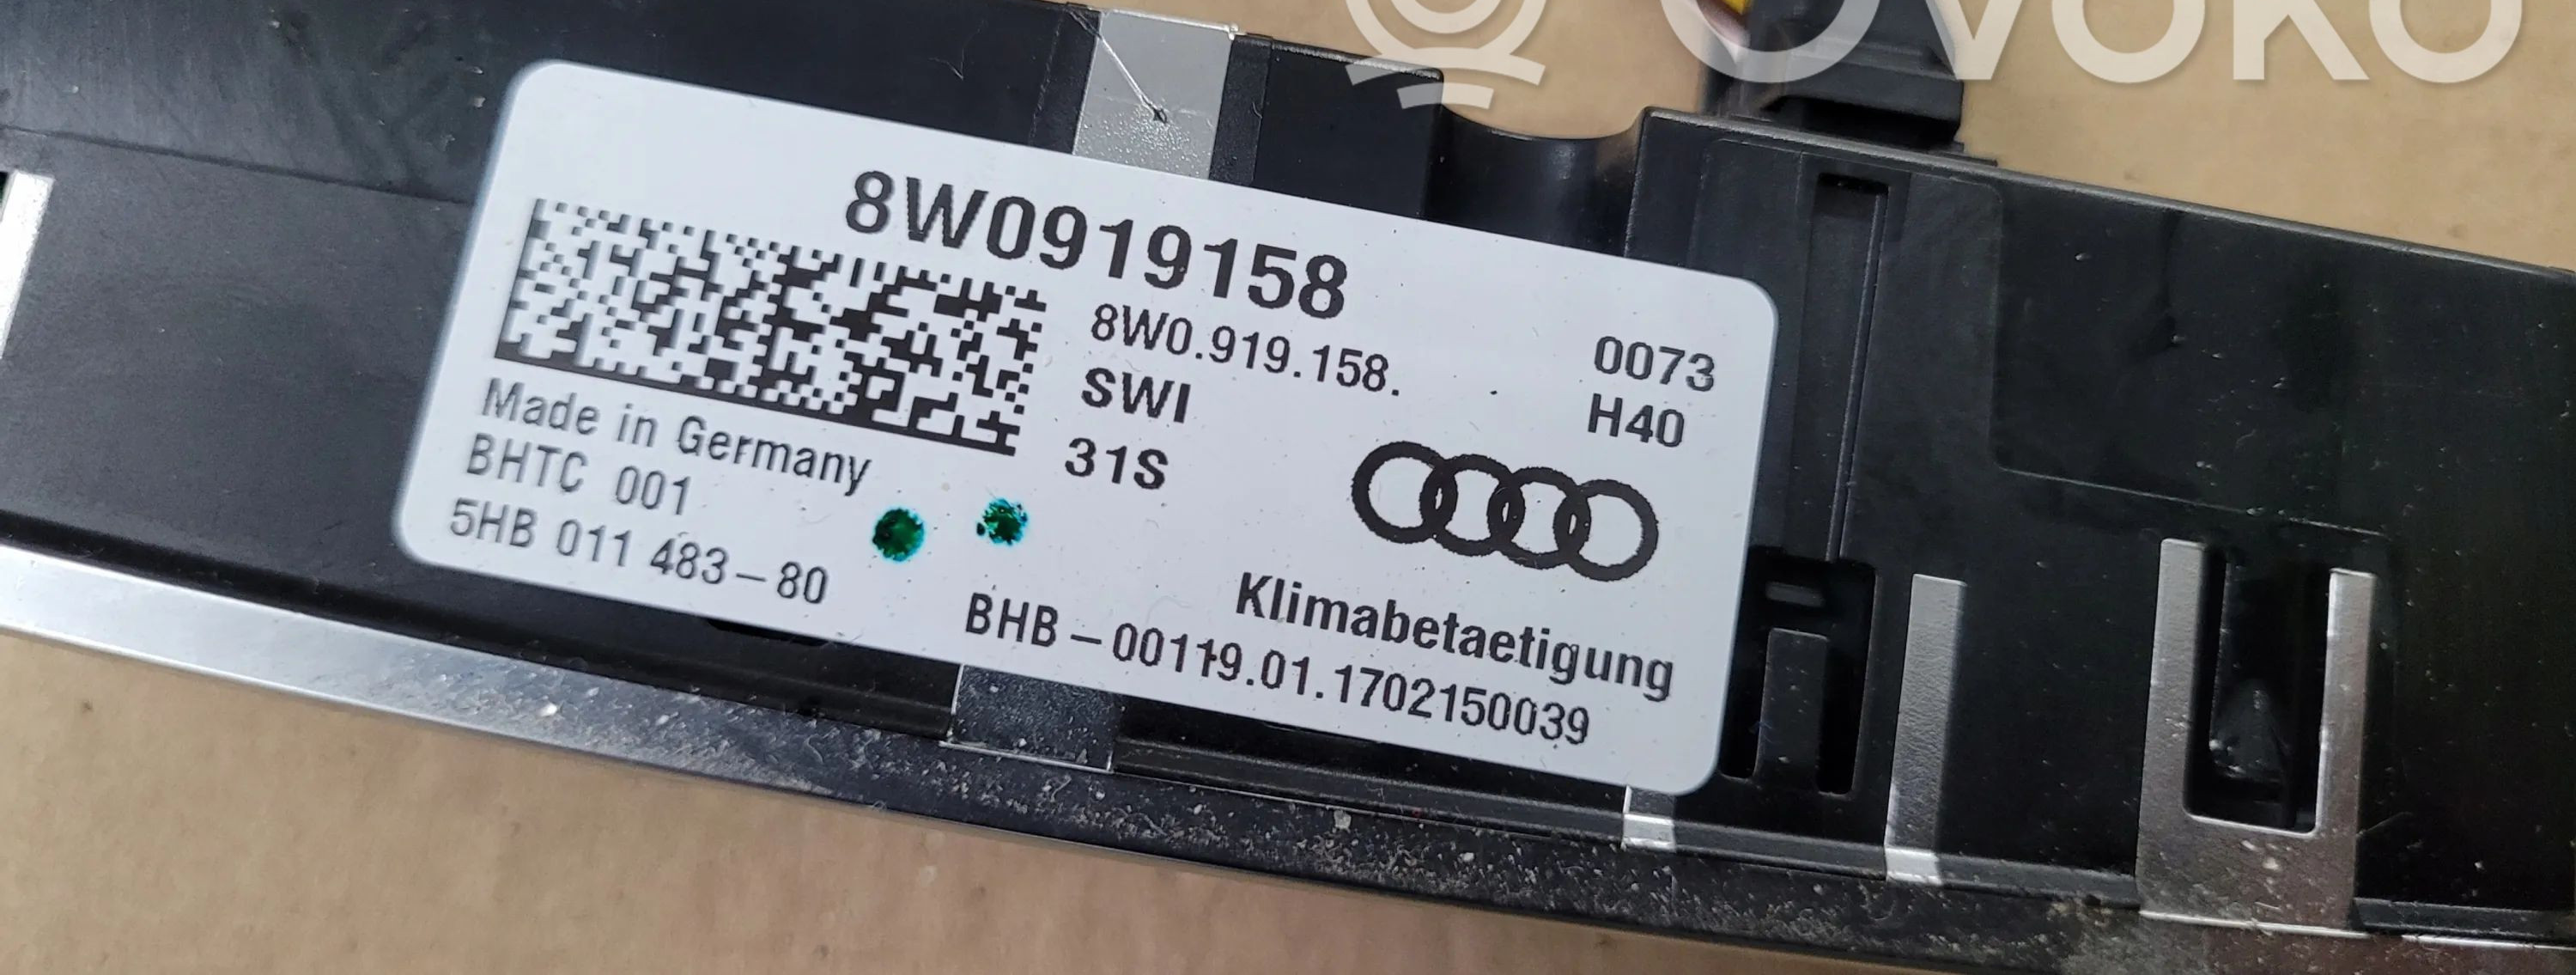 OVOKO
8W0919158
8W0.919.158.
0073
SWI
H40
31S
Made in Germany
BHTC 001
5HB 011 483-80
Klimabetaetigung
BHB-00119.01.1702150039